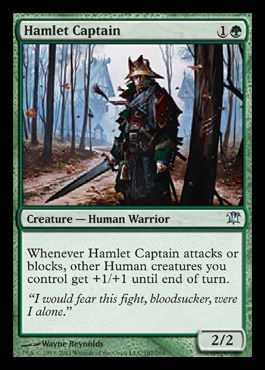 Hamlet Captain 1
Creature — Human Warrior
Whenever Hamlet Captain attacks or
blocks, other Human creatures you
control get +1/+1 until end of turn.
“I would fear this fight, bloodsucker, were
I alone.”
Wayne Reynolds
2/2